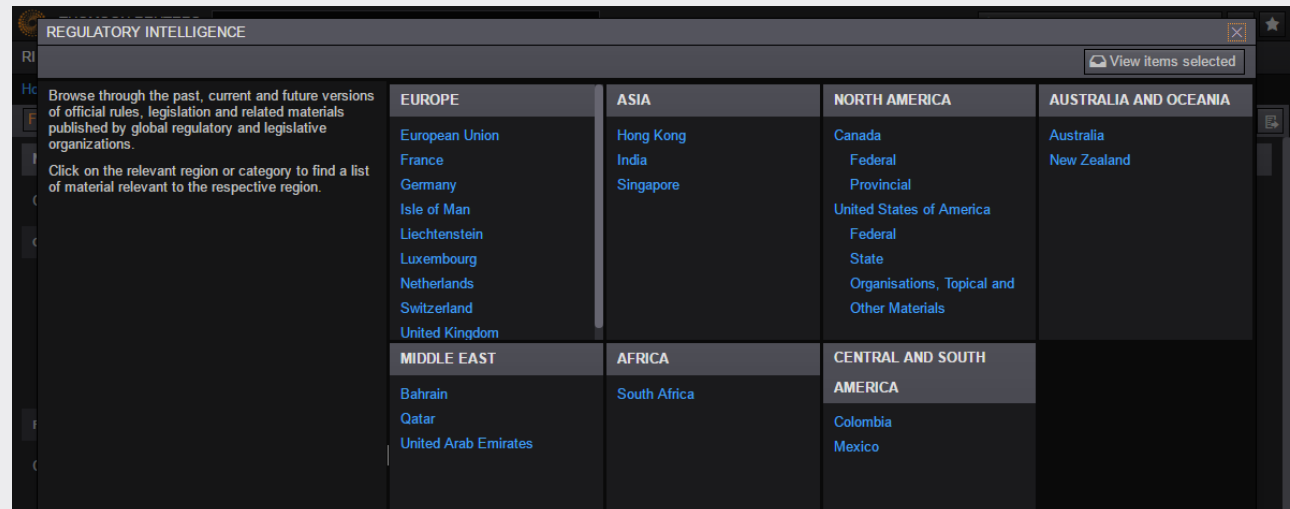 REGULATORY INTELLIGENCE
View items selected
Browse through the past, current and future versions
of official rules, legislation and related materials
published by global regulatory and legislative
organizations.
Click on the relevant region or category to find a list
of material relevant to the respective region.
EUROPE
European Union
France
Germany
Isle of Man
Liechtenstein
Luxembourg
Netherlands
Switzerland
United Kingdom
ASIA
Hong Kong
India
Singapore
NORTH AMERICA
Canada
Federal
Provincial
United States of America
Federal
State
Organisations, Topical and
Other Materials
AUSTRALIA AND OCEANIA
Australia
New Zealand
MIDDLE EAST
Bahrain
Qatar
United Arab Emirates
AFRICA
South Africa
CENTRAL AND SOUTH
AMERICA
Colombia
Mexico